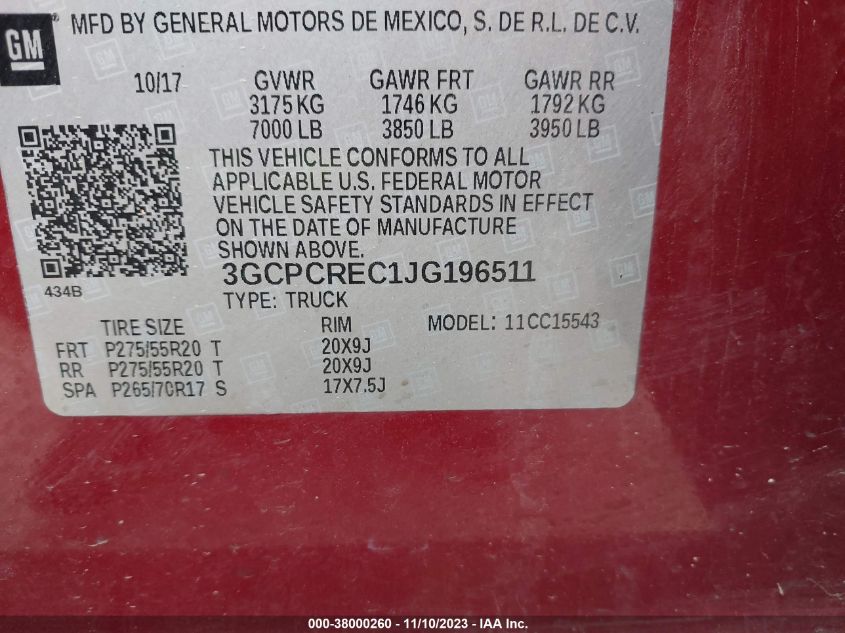 GM
® MFD BY GENERAL MOTORS DE MEXICO, S. DE R.L. DE C.V.
10/17 GVWR GAWR FRT GAWR RR
3175 KG 1746 KG 1792 KG
7000 LB 3850 LB 3950 LB
THIS VEHICLE CONFORMS TO ALL
APPLICABLE U.S. FEDERAL MOTOR
VEHICLE SAFETY STANDARDS IN EFFECT
ON THE DATE OF MANUFACTURE
SHOWN ABOVE.
434B
3GCPCREC1JG196511
TYPE: TRUCK
TIRE SIZE RIM MODEL: 11CC15543
FRT P275/55R20 T 20X9J
RR P275/55R20 T 20X9J
SPA P265/70R17 S 17X7.5J
000-38000260 - 11/10/2023 - IAA, Inc.